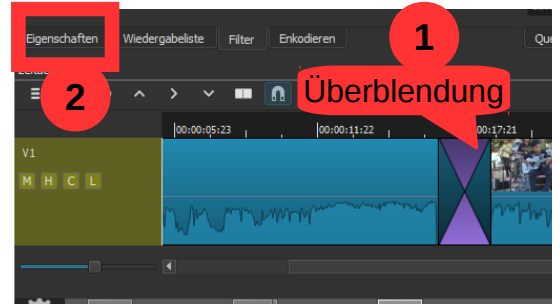 1
Eigenschaften Wiedergabeliste Filter Enkodieren
2
Überblendung
00:00:05:23 00:00:11:22 00:17:21
V1
M H C L